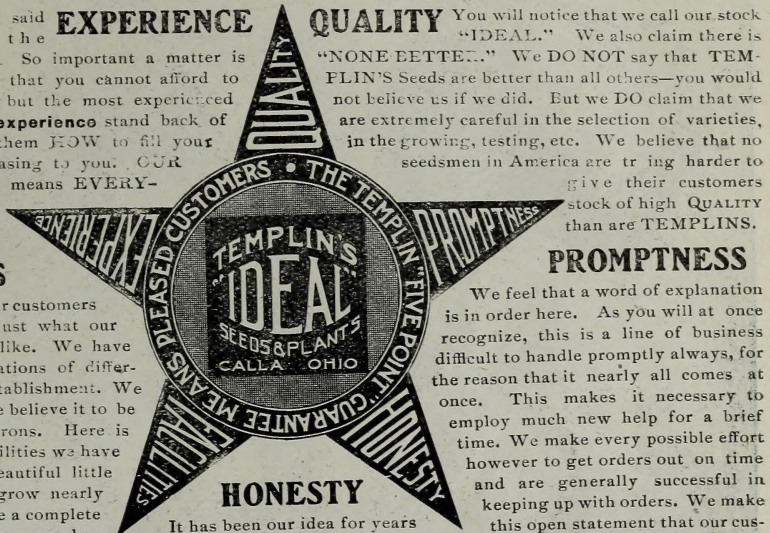 said EXPERIENCE
the
So important a matter is
that you cannot afford to
but the most experienced
experience stand back of
them HOW to fill your
asing to you. OUR
means EVERY-
QUALITY You will notice that we call our stock
"IDEAL." We also claim there is
"NONE BETTER." We DO NOT say that TEM-
PLIN'S Seeds are better than all others—you would
not believe us if we did. But we DO claim that we
are extremely careful in the selection of varieties,
in the growing, testing, etc. We believe that no
seedsmen in America are tr ing harder to
give their customers
stock of high QUALITY
than are TEMPLINS.
QUALITY
PROMPTNESS
HONESTY
FACILITIES
EXPERIENCE
THE TEMPLIN "FIVE POINT" GUARANTEE MEANS PLEASED CUSTOMERS
TEMPLIN'S
"IDEAL"
SEEDS & PLANTS
CALLA OHIO
S
r customers
ust what our
like. We have
ations of differ-
tablishment. We
e believe it to be
rons. Here is
ilities we have
eautiful little
grow nearly
e a complete
HONESTY
It has been our idea for years
PROMPTNESS
We feel that a word of explanation
is in order here. As you will at once
recognize, this is a line of business
difficult to handle promptly always, for
the reason that it nearly all comes at
once. This makes it necessary to
employ much new help for a brief
time. We make every possible effort
however to get orders out on time
and are generally successful in
keeping up with orders. We make
this open statement that our cus-